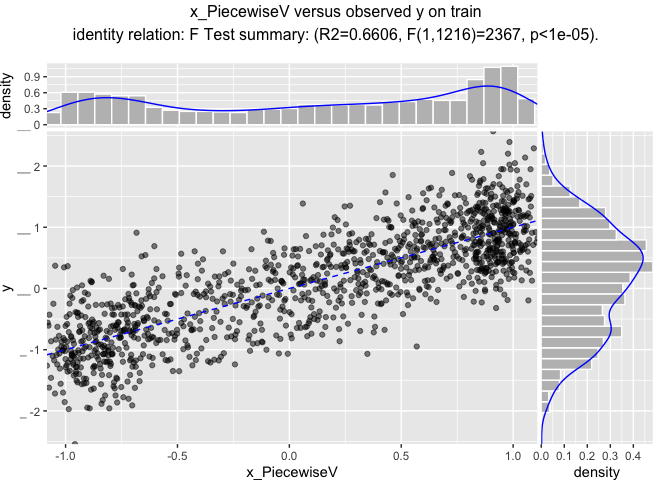 x_PiecewiseV versus observed y on train
identity relation: F Test summary: (R2=0.6606, F(1,1216)=2367, p<1e-05).
density
0.9
0.6
0.3
0
y
2
1
0
-1
-2
-1.0 -0.5 0.0 0.5 1.0
x_PiecewiseV
0.0 0.1 0.2 0.3 0.4
density